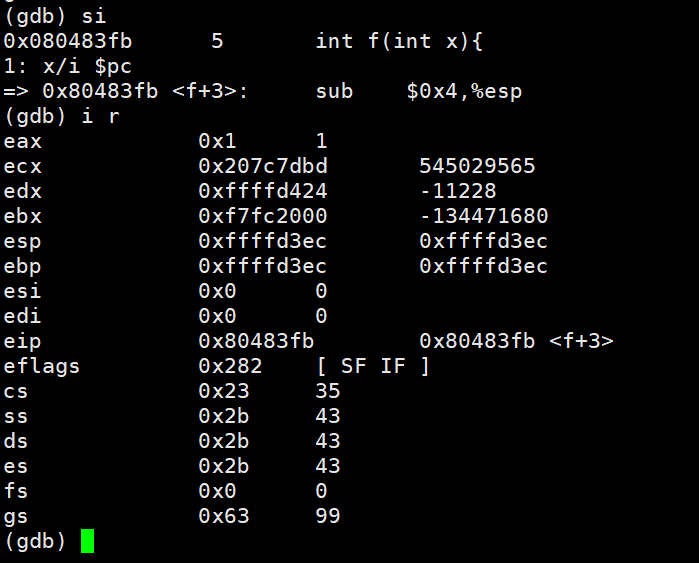 (gdb) si
0x080483fb 5 int f(int x){
1: x/i $pc
=> 0x80483fb <f+3>: sub $0x4,%esp
(gdb) i r
eax 0x1 1
ecx 0x207c7dbd 545029565
edx 0xffffd424 -11228
ebx 0xf7fc2000 -134471680
esp 0xffffd3ec 0xffffd3ec
ebp 0xffffd3ec 0xffffd3ec
esi 0x0 0
edi 0x0 0
eip 0x80483fb 0x80483fb <f+3>
eflags 0x282 [ SF IF ]
cs 0x23 35
ss 0x2b 43
ds 0x2b 43
es 0x2b 43
fs 0x0 0
gs 0x63 99
(gdb)